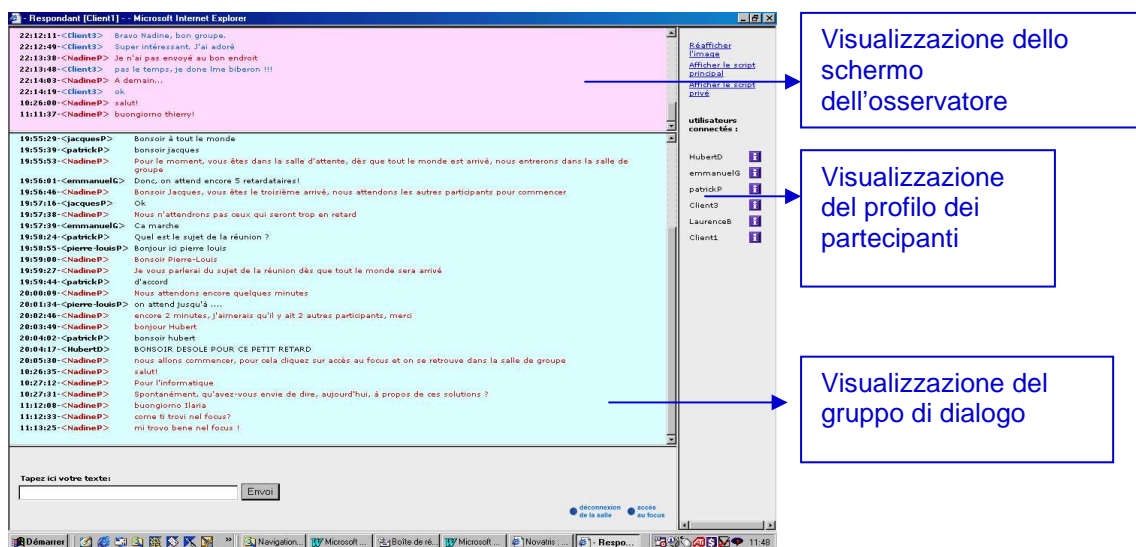 - Respondant [Client1] - - Microsoft Internet Explorer
22:12:11-<Client3> Bravo Nadine, bon groupe.
22:12:49-<Client3> Super intéressant. J'ai adoré
22:13:38-<NadineP> Je n'ai pas envoyé au bon endroit
22:13:48-<Client3> pas le temps, je done lme biberon !!!
22:14:03-<NadineP> A demain...
22:14:19-<Client3> ok
10:26:00-<NadineP> salut!
11:11:37-<NadineP> buongiorno thierry!
19:55:29-<jacquesP> Bonsoir à tout le monde
19:55:39-<patrickP> bonsoir jacques
19:55:53-<NadineP> Pour le moment, vous êtes dans la salle d'attente, dès que tout le monde est arrivé, nous entrerons dans la salle de
groupe
19:56:01-<emmanuelG> Donc, on attend encore 5 retardataires!
19:56:46-<NadineP> Bonsoir Jacques, vous êtes le troisième arrivé, nous attendons les autres participants pour commencer
19:57:16-<jacquesP> Ok
19:57:38-<NadineP> Nous n'attendrons pas ceux qui seront trop en retard
19:57:39-<emmanuelG> Ca marche
19:58:24-<patrickP> Quel est le sujet de la réunion ?
19:58:55-<pierre-louisP> Bonjour ici pierre louis
19:59:00-<NadineP> Bonsoir Pierre-Louis
19:59:27-<NadineP> Je vous parlerai du sujet de la réunion dès que tout le monde sera arrivé
19:59:44-<patrickP> d'accord
20:00:09-<NadineP> Nous attendons encore quelques minutes
20:01:34-<pierre-louisP> on attend jusqu'à ....
20:02:46-<NadineP> encore 2 minutes, j'aimerais qu'il y ait 2 autres participants, merci
20:03:49-<NadineP> bonjour Hubert
20:04:02-<patrickP> bonsoir hubert
20:04:17-<HubertD> BONSOIR DESOLE POUR CE PETIT RETARD
20:05:30-<NadineP> nous allons commencer, pour cela cliquez sur accès au focus et on se retrouve dans la salle de groupe
10:26:35-<NadineP> salut!
10:27:12-<NadineP> Pour l'informatique
10:27:31-<NadineP> Spontanément, qu'avez-vous envie de dire, aujourd'hui, à propos de ces solutions ?
11:12:08-<NadineP> buongiorno Ilaria
11:12:33-<NadineP> come ti trovi nel focus?
11:13:25-<NadineP> mi trovo bene nel focus !
Tapez ici votre texte:
Envoi
déconnexion
de la salle
accès
au focus
Réafficher
l'image
Afficher le script
principal
Afficher le script
privé
utilisateurs
connectés :
HubertD
emmanuelG
patrickP
Client3
LaurenceB
Client1
Démarrer » Navigation... Microsoft ... Boîte de ré... Microsoft ... Novatris : ... - Respo... 11:48
Visualizzazione dello
schermo
dell'osservatore
Visualizzazione
del profilo dei
partecipanti
Visualizzazione del
gruppo di dialogo